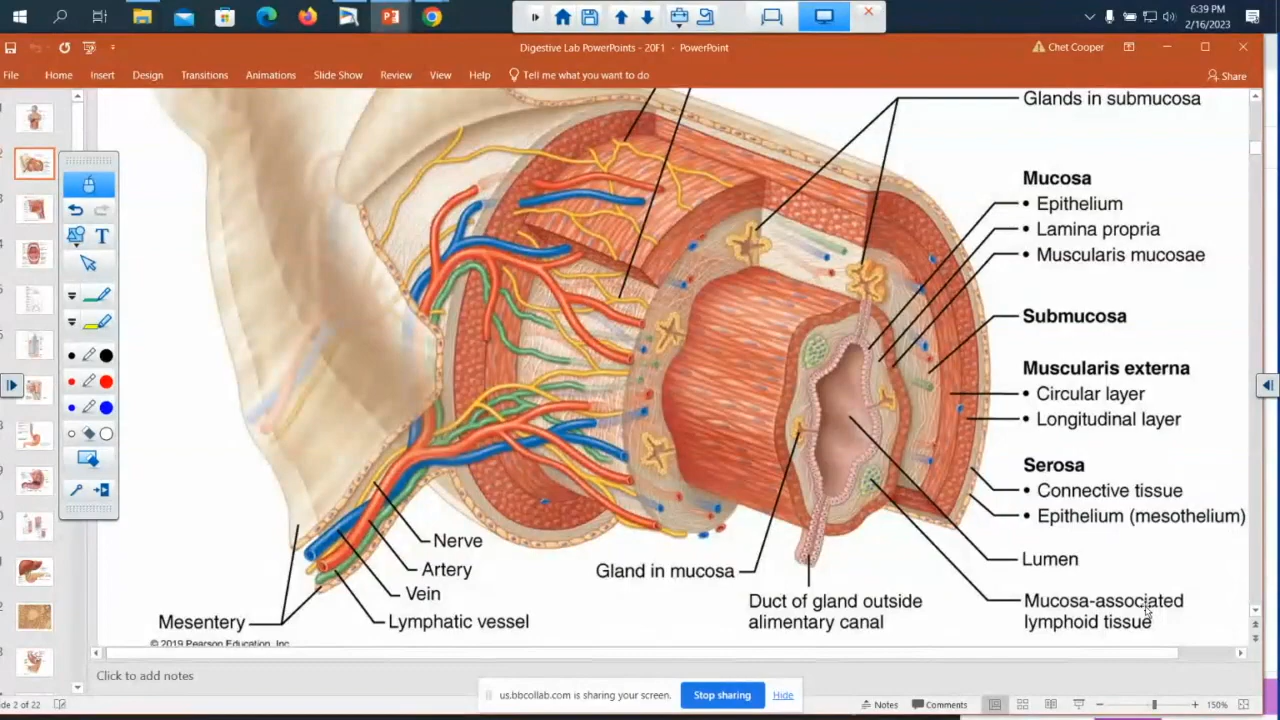 6:39 PM
2/16/2023
Digestive Lab PowerPoints - 20F1 - PowerPoint
Chet Cooper
File Home Insert Design Transitions Animations Slide Show Review View Help Tell me what you want to do
Share
Glands in submucosa
Mucosa
• Epithelium
• Lamina propria
• Muscularis mucosae
Submucosa
Muscularis externa
• Circular layer
• Longitudinal layer
Serosa
• Connective tissue
• Epithelium (mesothelium)
Nerve
Artery
Vein
Lymphatic vessel
Mesentery
Gland in mucosa
Duct of gland outside
alimentary canal
Lumen
Mucosa-associated
lymphoid tissue
© 2019 Pearson Education, Inc.
Click to add notes
us.bbcollab.com is sharing your screen.
Stop sharing
Hide
2 of 22
Notes
Comments
150%